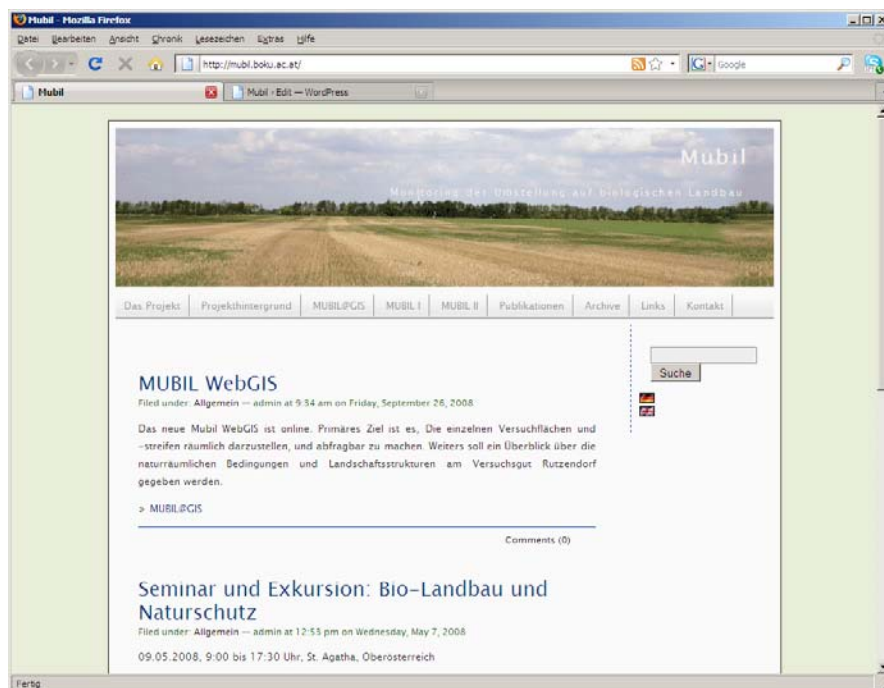 Mubil - Mozilla Firefox
Datei Bearbeiten Ansicht Chronik Lesezeichen Extras Hilfe
http://mubil.boku.ac.at/
Google
Mubil
Mubil › Edit — WordPress
Mubil
Monitoring der Umstellung auf biologischen Landbau
Das Projekt Projekthintergrund MUBIL@GIS MUBIL I MUBIL II Publikationen Archive Links Kontakt
Suche
MUBIL WebGIS
Filed under: Allgemein — admin at 9:34 am on Friday, September 26, 2008
Das neue Mubil WebGIS ist online. Primäres Ziel ist es, Die einzelnen Versuchflächen und
-streifen räumlich darzustellen, und abfragbar zu machen. Weiters soll ein Überblick über die
naturräumlichen Bedingungen und Landschaftsstrukturen am Versuchsgut Rutzendorf
gegeben werden.
» MUBIL@GIS
Comments (0)
Seminar und Exkursion: Bio-Landbau und
Naturschutz
Filed under: Allgemein — admin at 12:53 pm on Wednesday, May 7, 2008
09.05.2008, 9:00 bis 17:30 Uhr, St. Agatha, Oberösterreich
Fertig